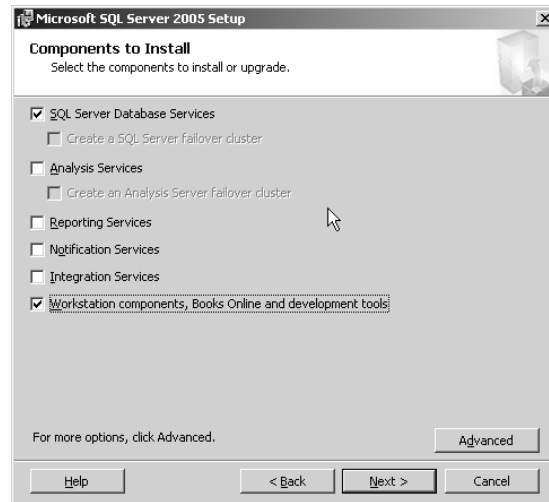 Microsoft SQL Server 2005 Setup
Components to Install
Select the components to install or upgrade.
SQL Server Database Services
Create a SQL Server failover cluster
Analysis Services
Create an Analysis Server failover cluster
Reporting Services
Notification Services
Integration Services
Workstation components, Books Online and development tools
For more options, click Advanced.
Advanced
Help
< Back
Next >
Cancel